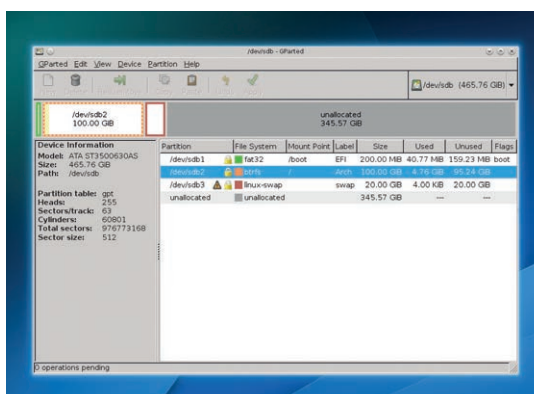 /dev/sdb - GParted
GParted Edit View Device Partition Help
/dev/sdb (465.76 GiB)
/dev/sdb2
100.00 GiB
unallocated
345.57 GiB
Device Information
Model: ATA ST3500630AS
Size: 465.76 GiB
Path: /dev/sdb
Partition table: gpt
Heads: 255
Sectors/track: 63
Cylinders: 60801
Total sectors: 976773168
Sector size: 512
Partition File System Mount Point Label Size Used Unused Flags
/dev/sdb1 fat32 /boot EFI 200.00 MiB 40.77 MiB 159.23 MiB boot
/dev/sdb2 btrfs / Arch 100.00 GiB 4.76 GiB 95.24 GiB
/dev/sdb3 linux-swap swap 20.00 GiB 4.00 KiB 20.00 GiB
unallocated unallocated 345.57 GiB — —
0 operations pending